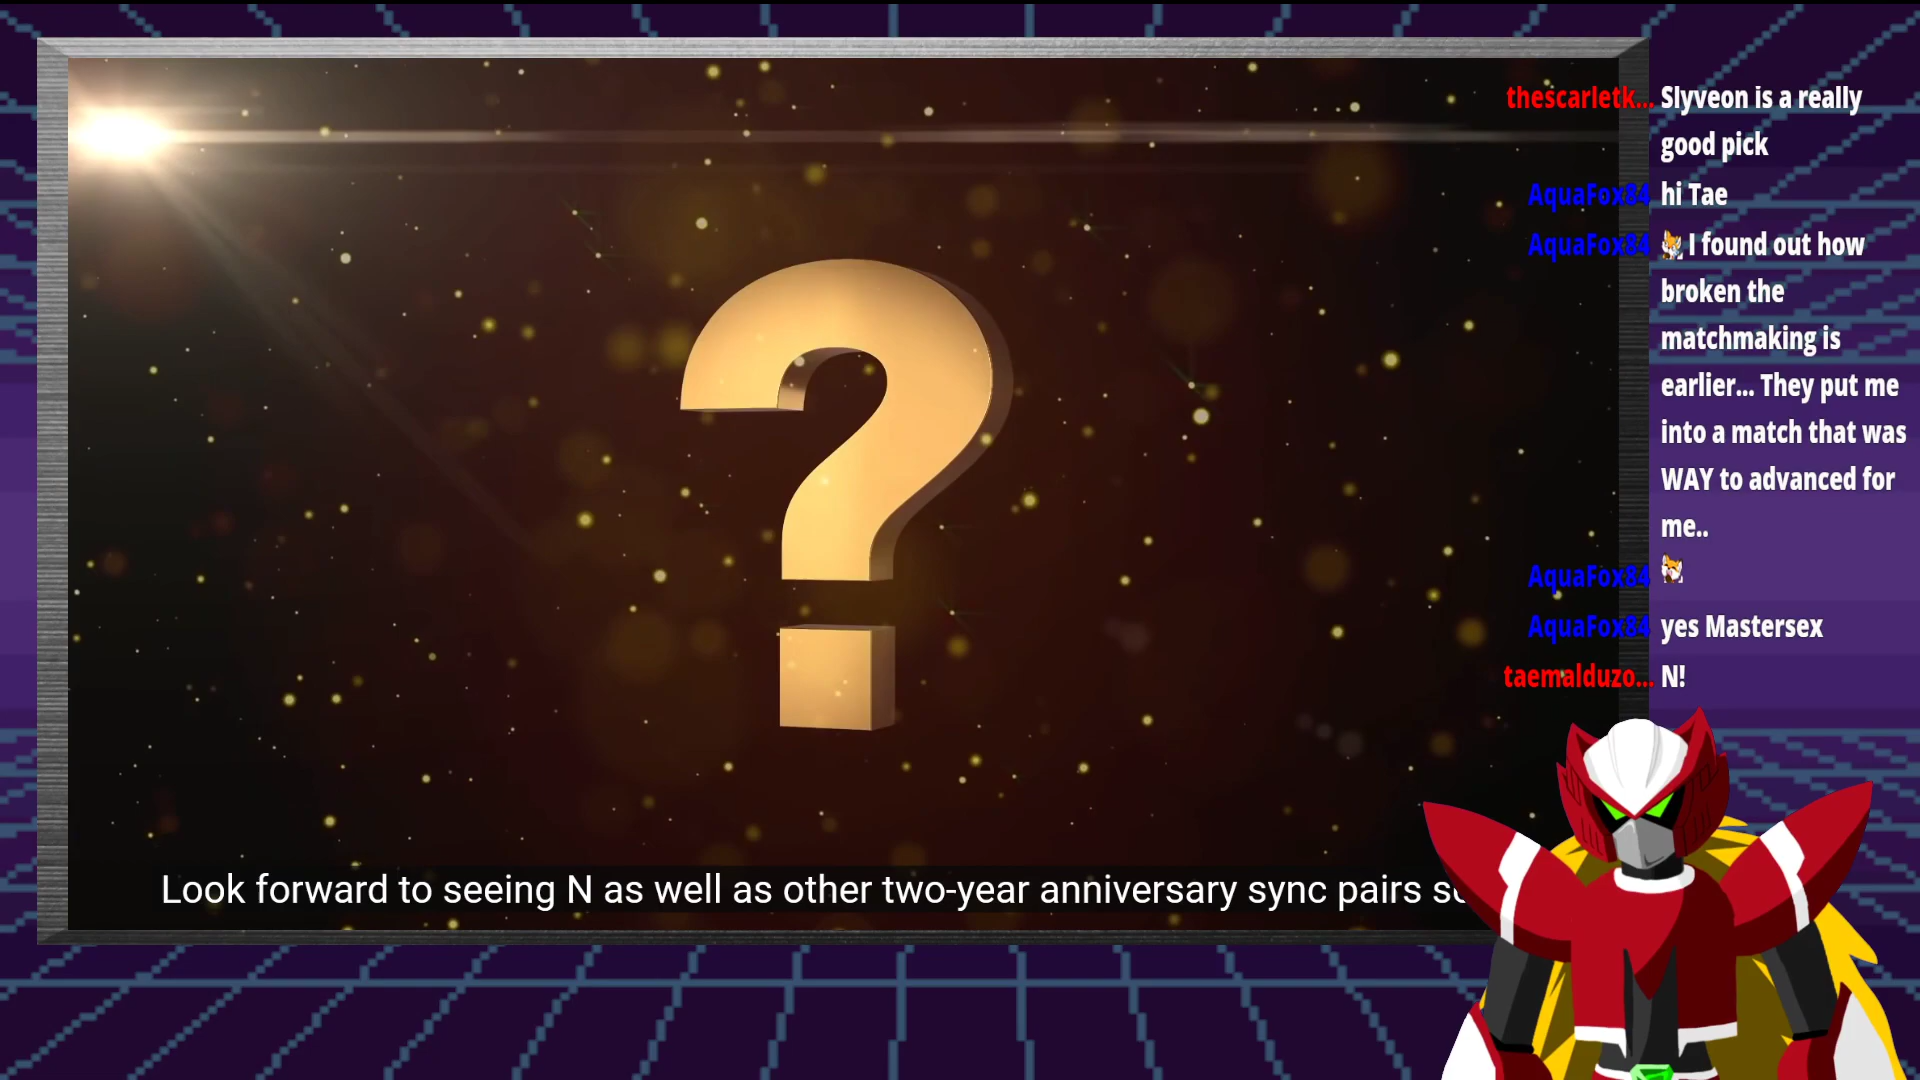 thescarletk... Slyveon is a really
good pick
AquaFox84 hi Tae
AquaFox84 I found out how
broken the
matchmaking is
earlier... They put me
into a match that was
WAY to advanced for
me..
AquaFox84
AquaFox84 yes Mastersex
taemalduzo... N!
?
Look forward to seeing N as well as other two-year anniversary sync pairs